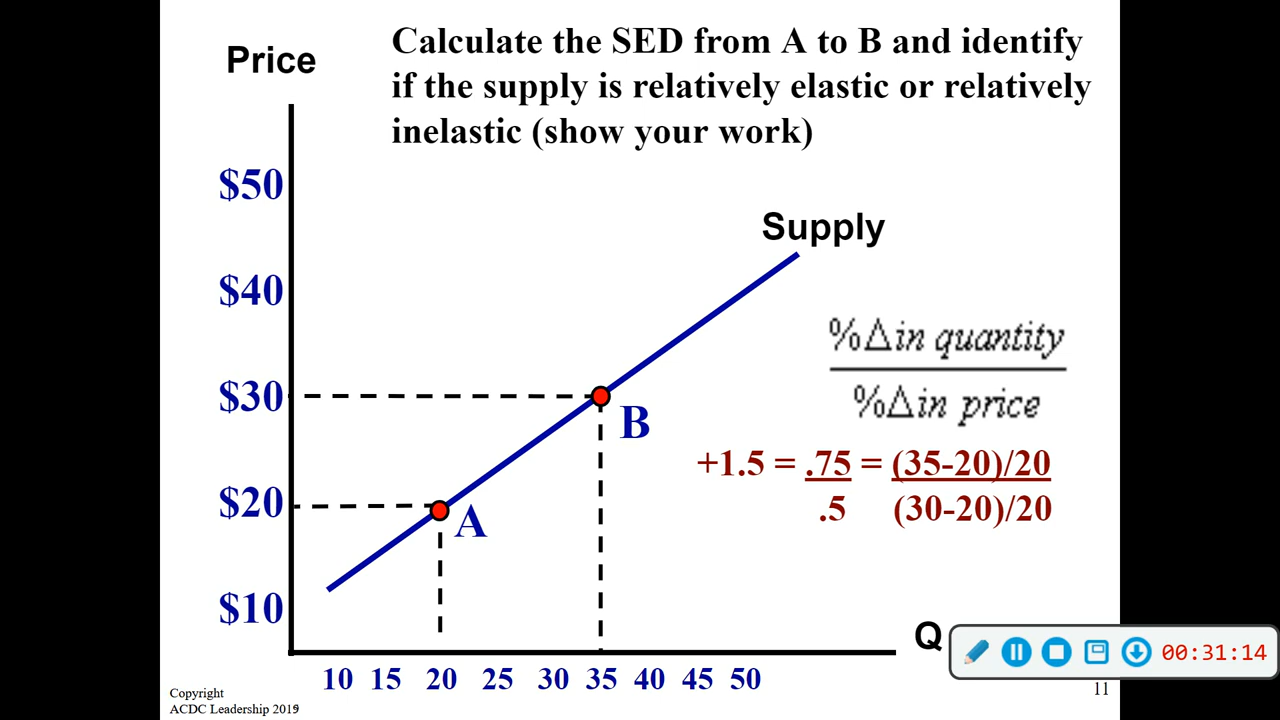 Calculate the SED from A to B and identify
if the supply is relatively elastic or relatively
inelastic (show your work)
Price
$50
Supply
$40
%Δin quantity
%Δin price
$30
B
+1.5 = .75 = (35-20)/20
.5 (30-20)/20
$20
A
$10
Q
00:31:14
10 15 20 25 30 35 40 45 50
11
Copyright
ACDC Leadership 2019